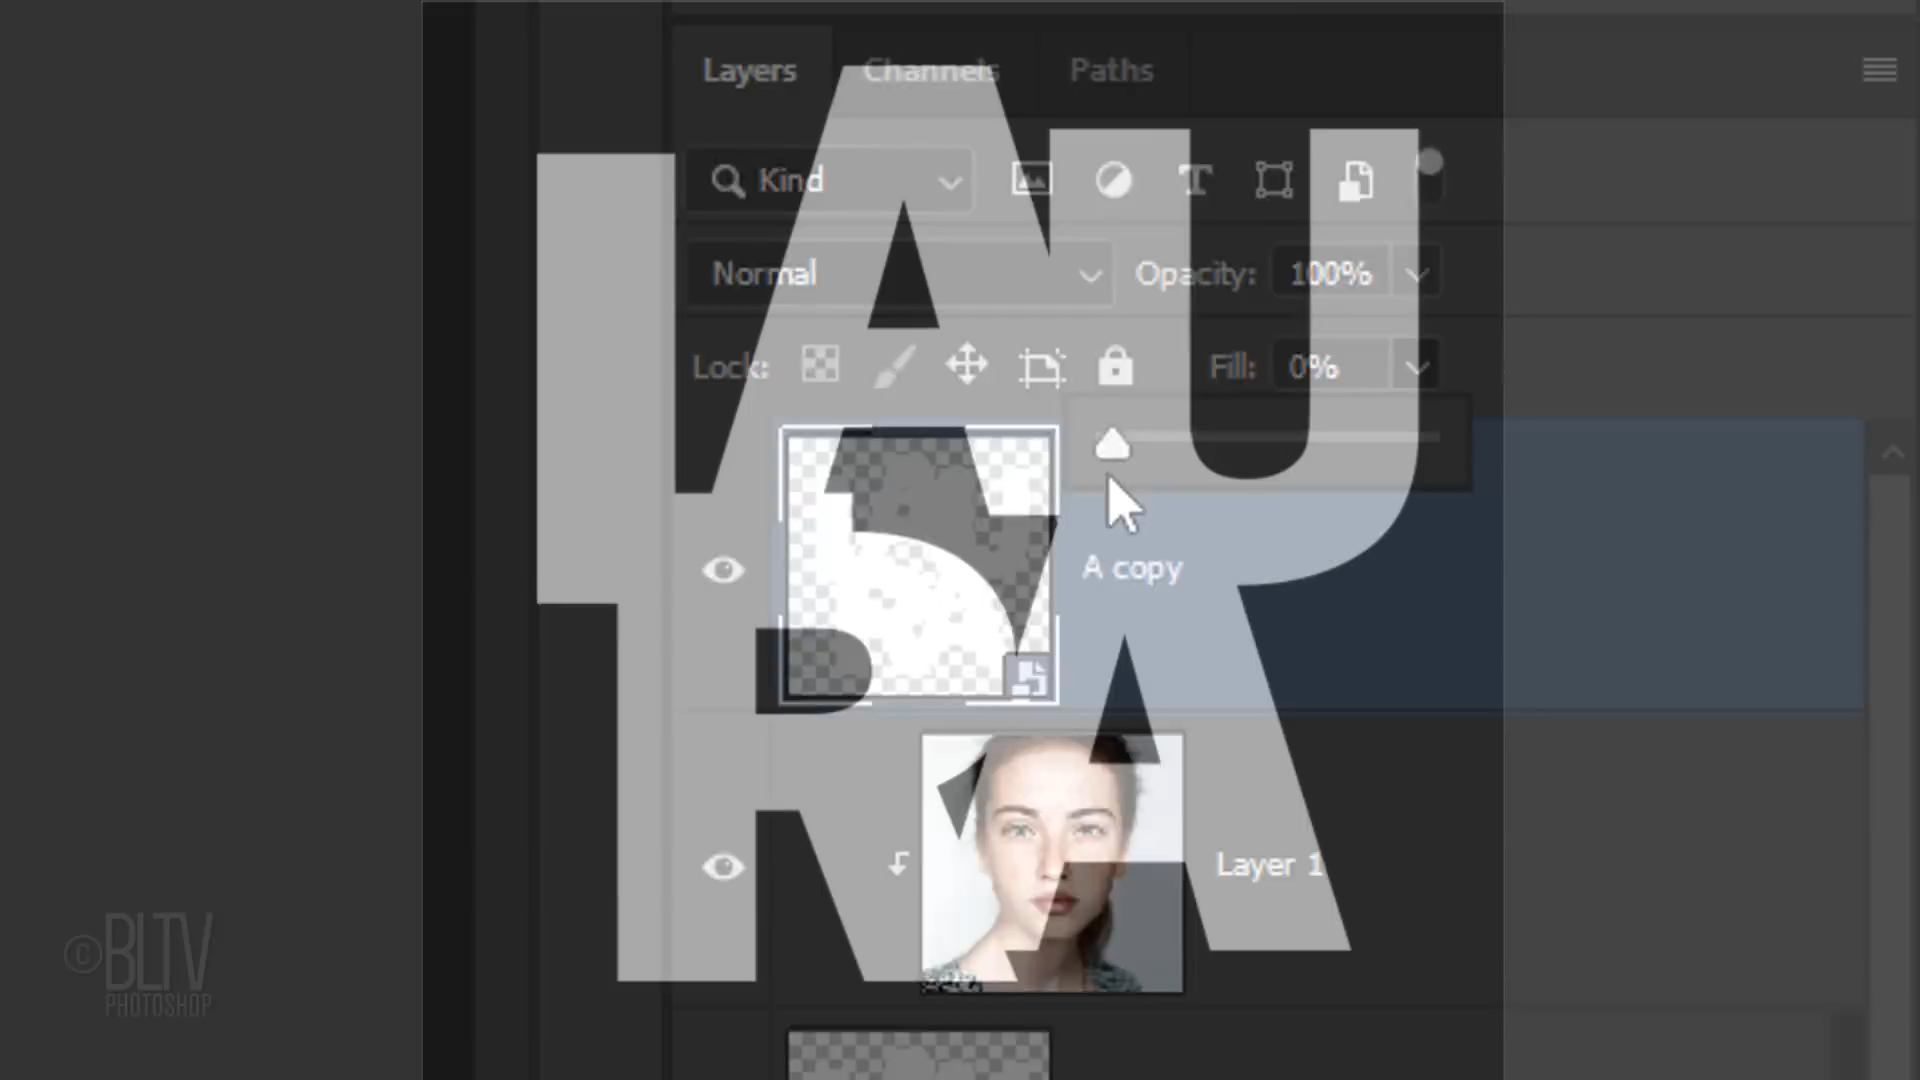 Layers Channels Paths
Kind
Normal Opacity: 100%
Lock: Fill: 0%
A copy
Layer 1
LAURA
© BLTV
PHOTOSHOP